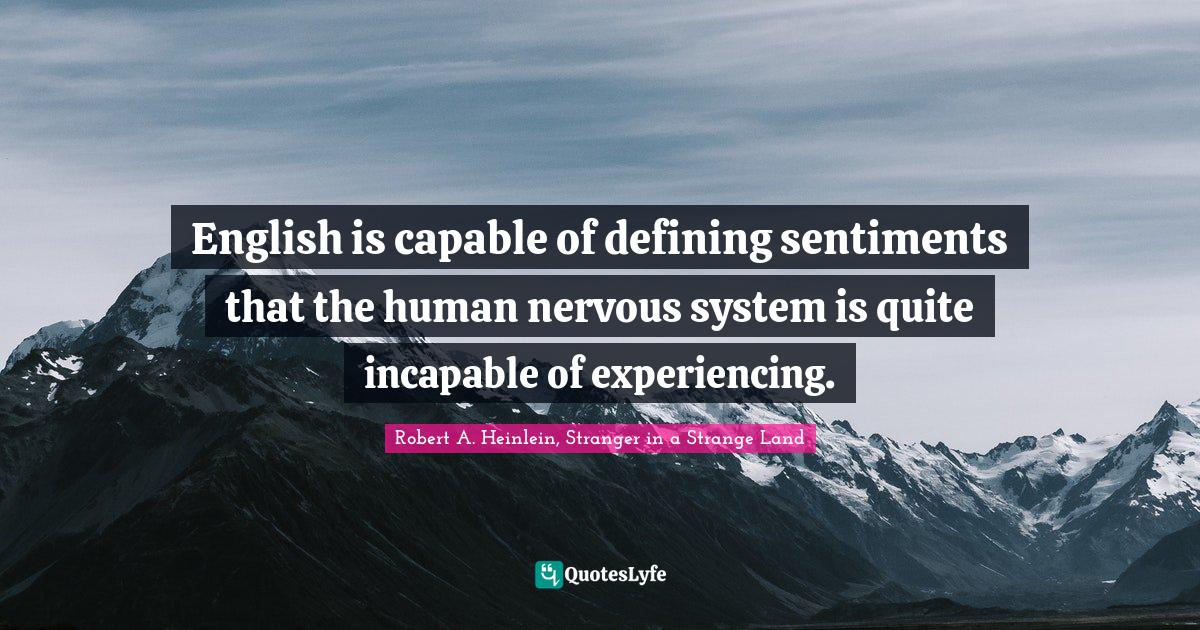 English is capable of defining sentiments
that the human nervous system is quite
incapable of experiencing.
Robert A. Heinlein, Stranger in a Strange Land
QuotesLyfe